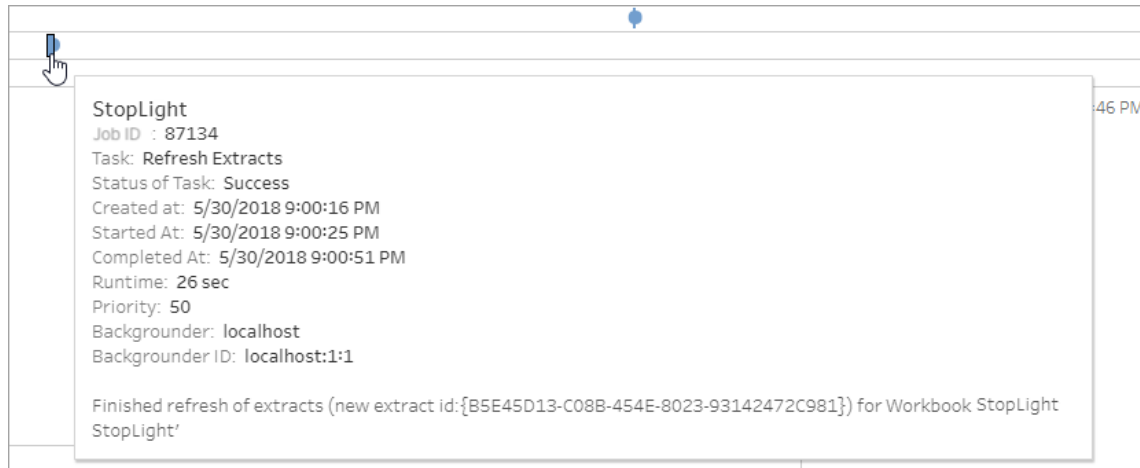 :46 PM
StopLight
Job ID : 87134
Task: Refresh Extracts
Status of Task: Success
Created at: 5/30/2018 9:00:16 PM
Started At: 5/30/2018 9:00:25 PM
Completed At: 5/30/2018 9:00:51 PM
Runtime: 26 sec
Priority: 50
Backgrounder: localhost
Backgrounder ID: localhost:1:1
Finished refresh of extracts (new extract id:{B5E45D13-C08B-454E-8023-93142472C981}) for Workbook StopLight
StopLight’